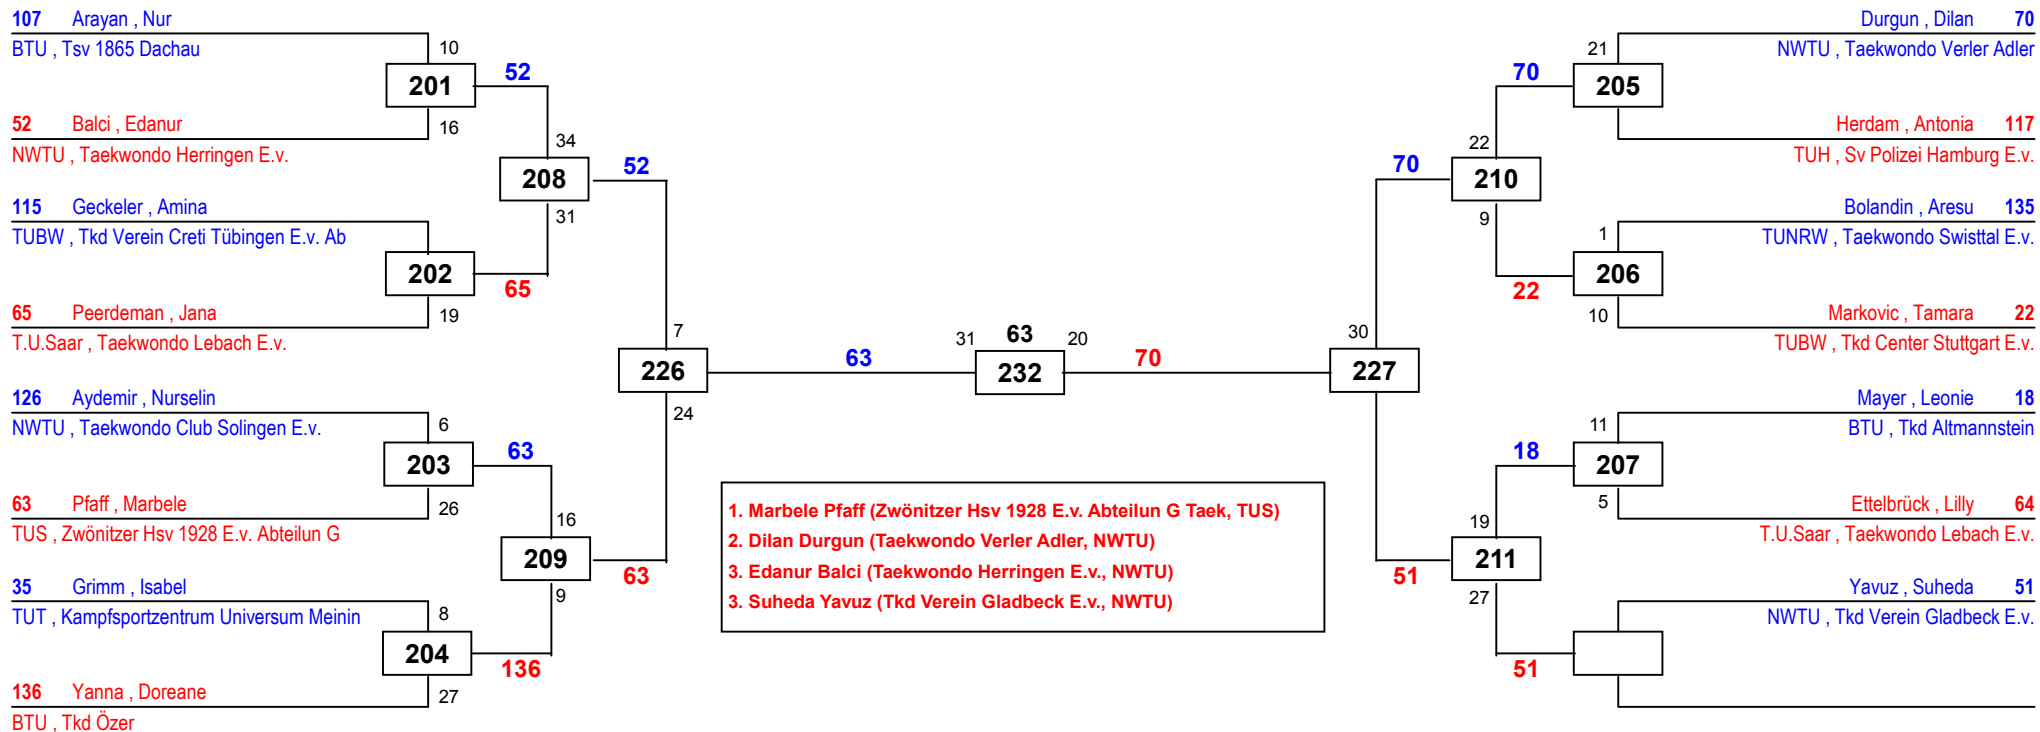 107 Arayan , Nur
BTU , Tsv 1865 Dachau
10
201
52
16
52 Balci , Edanur
NWTU , Taekwondo Herringen E.v.
34
208
52
31
115 Geckeler , Amina
TUBW , Tkd Verein Creti Tübingen E.v. Ab
202
65
19
65 Peerdeman , Jana
T.U.Saar , Taekwondo Lebach E.v.
7
226
63
24
126 Aydemir , Nurselin
NWTU , Taekwondo Club Solingen E.v.
6
203
63
26
63 Pfaff , Marbele
TUS , Zwönitzer Hsv 1928 E.v. Abteilun G
16
209
63
9
35 Grimm , Isabel
TUT , Kampfsportzentrum Universum Meinin
8
204
136
27
136 Yanna , Doreane
BTU , Tkd Özer
31 63 20
232
70
1. Marbele Pfaff (Zwönitzer Hsv 1928 E.v. Abteilun G Taek, TUS)
2. Dilan Durgun (Taekwondo Verler Adler, NWTU)
3. Edanur Balci (Taekwondo Herringen E.v., NWTU)
3. Suheda Yavuz (Tkd Verein Gladbeck E.v., NWTU)
Durgun , Dilan 70
NWTU , Taekwondo Verler Adler
21
70
205
Herdam , Antonia 117
TUH , Sv Polizei Hamburg E.v.
22
70
210
9
Bolandin , Aresu 135
TUNRW , Taekwondo Swisttal E.v.
1
206
22
10
Markovic , Tamara 22
TUBW , Tkd Center Stuttgart E.v.
30
227
Mayer , Leonie 18
BTU , Tkd Altmannstein
11
18
207
5
Ettelbrück , Lilly 64
T.U.Saar , Taekwondo Lebach E.v.
19
211
51
27
Yavuz , Suheda 51
NWTU , Tkd Verein Gladbeck E.v.
51